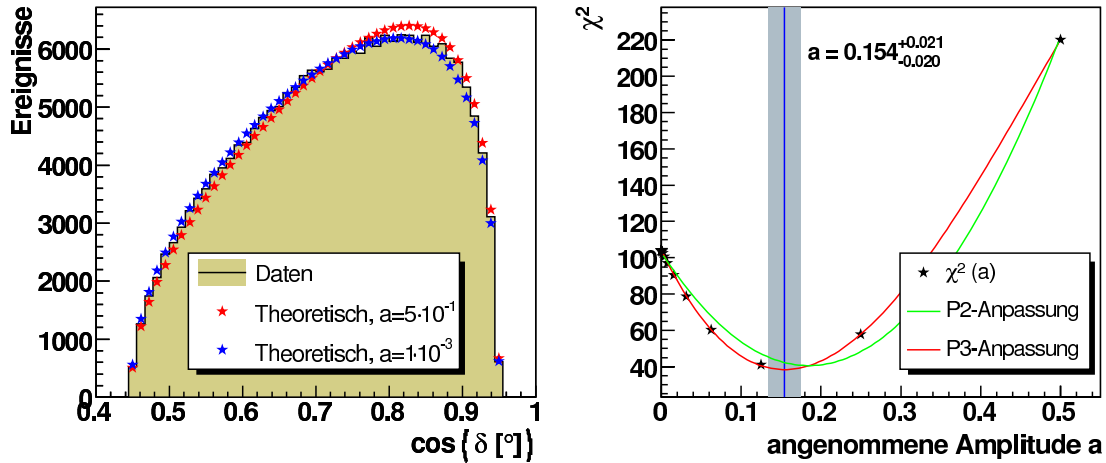 Ereignisse
6000
5000
4000
3000
2000
1000
0
0.4 0.5 0.6 0.7 0.8 0.9 1
cos(δ [°])
Daten
Theoretisch, a=5·10⁻¹
Theoretisch, a=1·10⁻³
χ²
220
200
180
160
140
120
100
80
60
40
0 0.1 0.2 0.3 0.4 0.5
angenommene Amplitude a
a = 0.154 +0.021 -0.020
χ² (a)
P2-Anpassung
P3-Anpassung